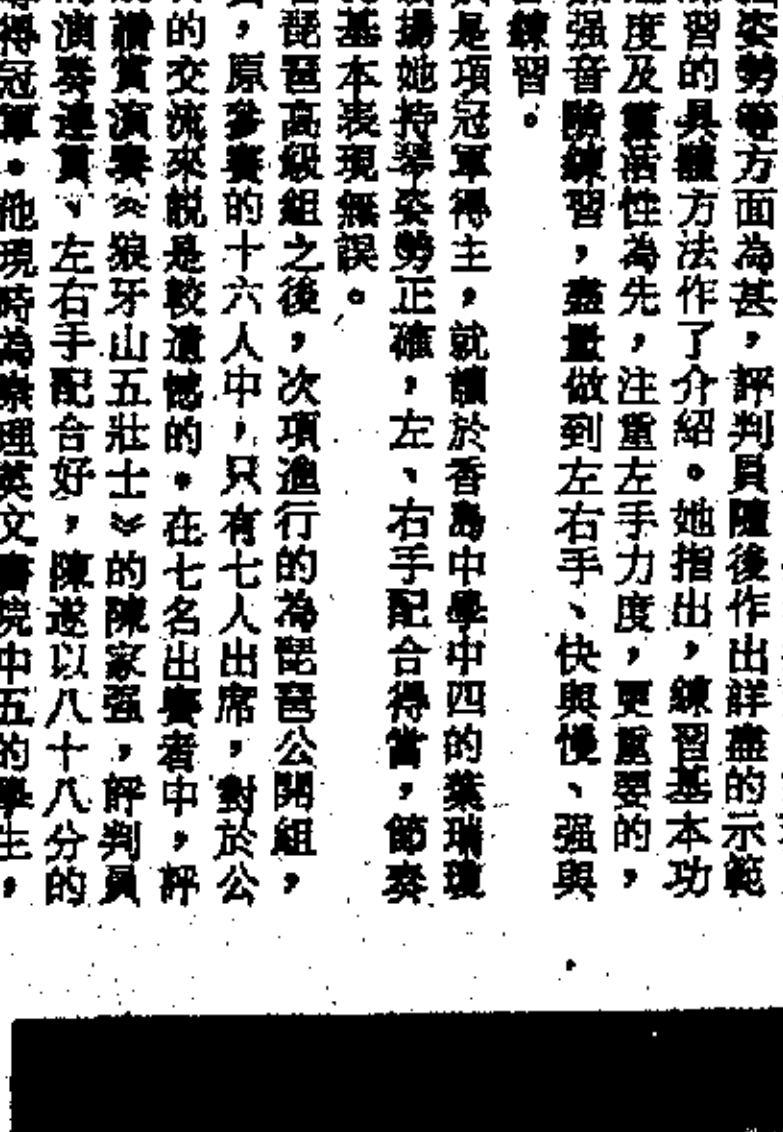 姿勢等方面為甚，評判員隨後作出詳盡的示範
習的具體方法作了介紹。她指出，練習基本功
度及靈活性為先，注重左手力度，更重要的，
强音階練習，盡量做到左右手、快與慢、强與
練習。
是項冠軍得主，就讀於香島中學中四的葉瑞瓊
揚她持琴姿勢正確，左、右手配合得當，節奏
基本表現無誤。
琵琶高級組之後，次項進行的為琵琶公開組，
，原參賽的十六人中，只有七人出席，對於公
的交流來說是較遺憾的。在七名出賽者中，評
讚賞演奏《狼牙山五壯士》的陳家强，評判員
演奏連貫、左右手配合好，陳遂以八十八分的
得冠軍。他現時為樂理英文書院中五的學生，